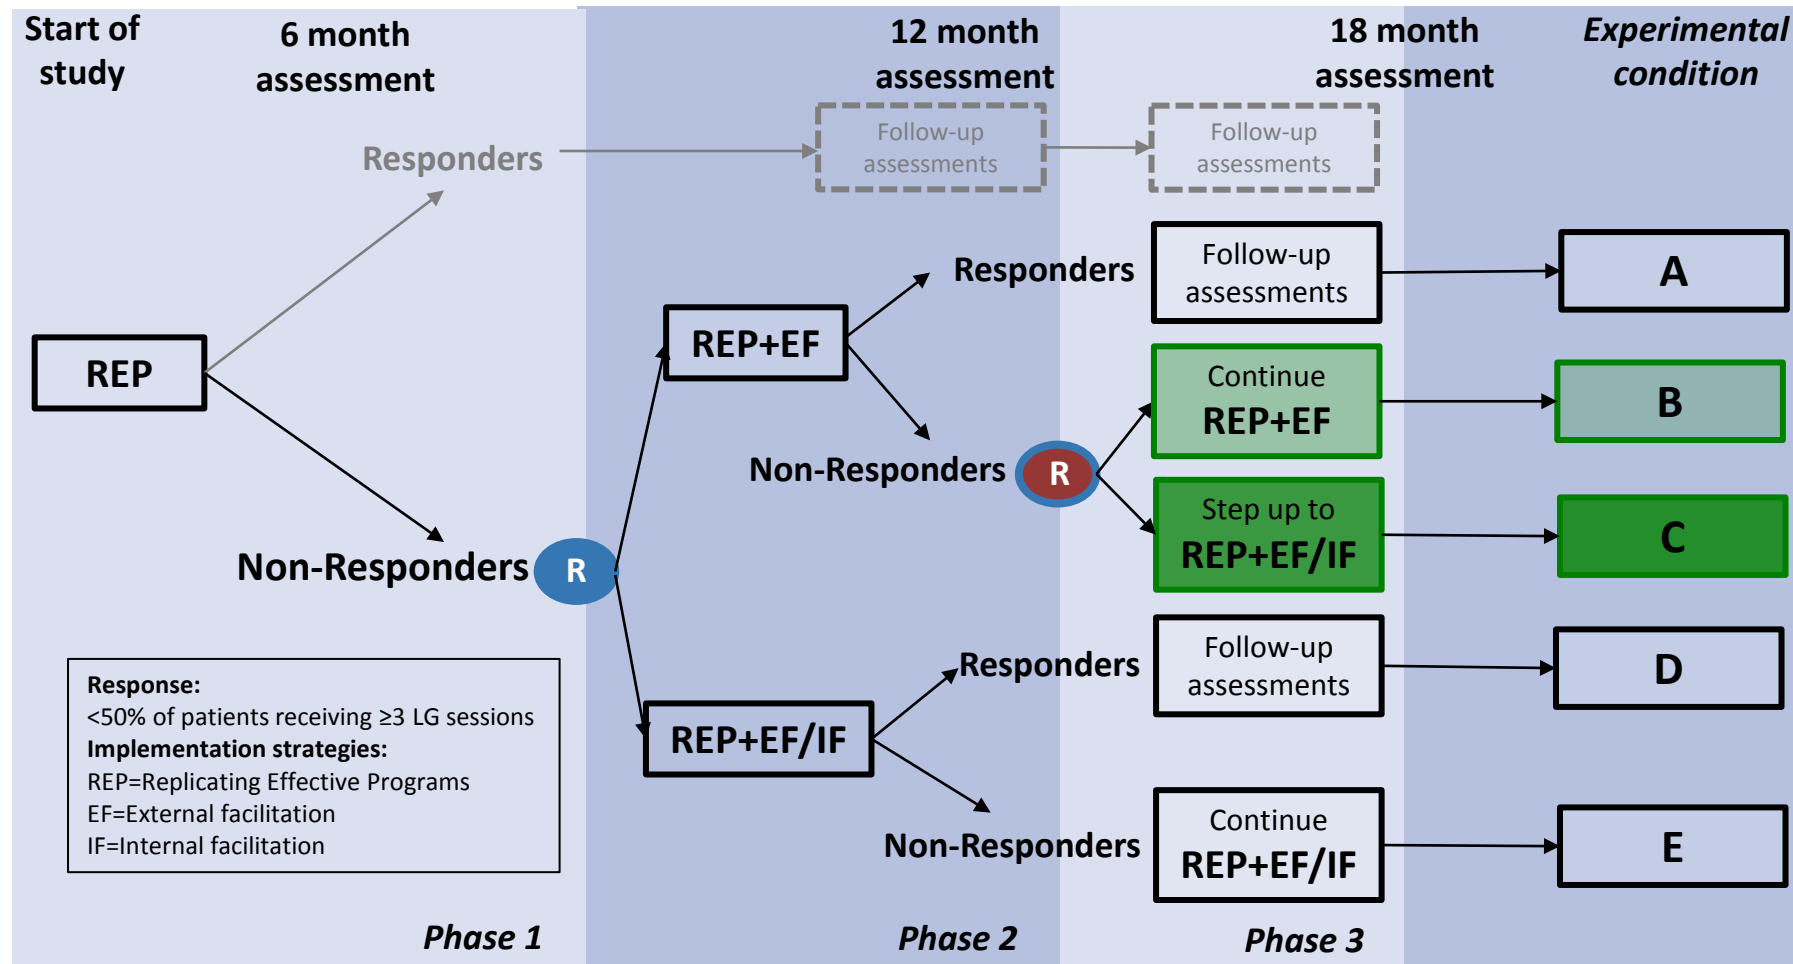 Start of
study
6 month
assessment
12 month
assessment
18 month
assessment
Experimental
condition
Responders
Follow-up
assessments
Follow-up
assessments
REP
Non-Responders
R
REP+EF
Responders
Follow-up
assessments
A
Non-Responders
R
Continue
REP+EF
B
Step up to
REP+EF/IF
C
REP+EF/IF
Responders
Follow-up
assessments
D
Non-Responders
Continue
REP+EF/IF
E
Response:
<50% of patients receiving ≥3 LG sessions
Implementation strategies:
REP=Replicating Effective Programs
EF=External facilitation
IF=Internal facilitation
Phase 1
Phase 2
Phase 3